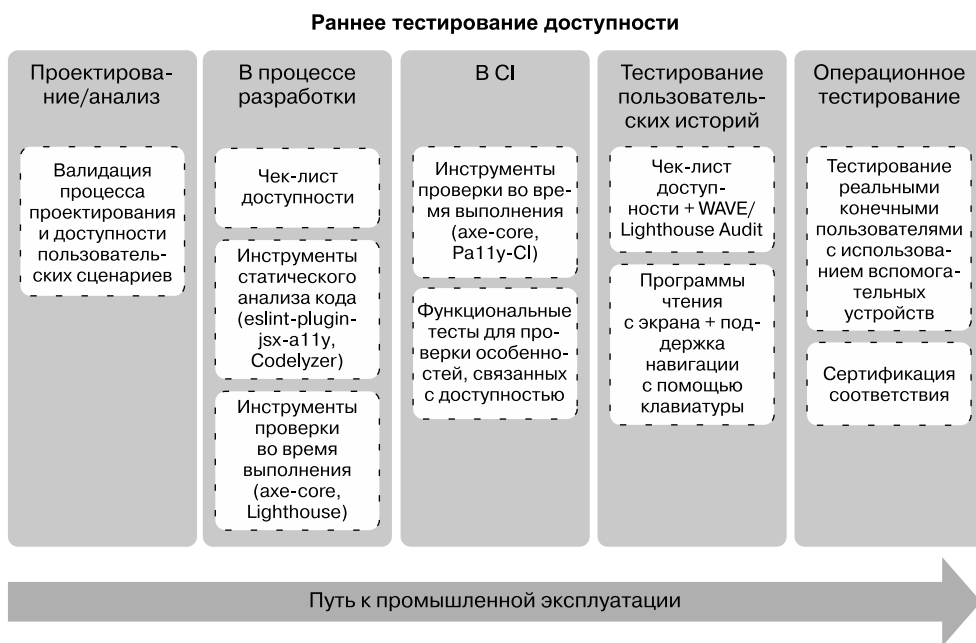 Раннее тестирование доступности
Проектирова-
ние/анализ
Валидация
процесса
проектирования
и доступности
пользователь-
ских сценариев
В процессе
разработки
Чек-лист
доступности
Инструменты
статического
анализа кода
(eslint-plugin-
jsx-a11y,
Codelyzer)
Инструменты
проверки
во время
выполнения
(axe-core,
Lighthouse)
В CI
Инструменты
проверки во вре-
мя выполнения
(axe-core,
Pa11y-CI)
Функциональные
тесты для про-
верки особенно-
стей, связанных
с доступностью
Тестирование
пользователь-
ских историй
Чек-лист
доступ-
ности + WAVE/
Lighthouse Audit
Программы
чтения
с экрана + под-
держка
навигации
с помощью
клавиатуры
Операционное
тестирование
Тестирование
реальными
конечными
пользователями
с использова-
нием вспомога-
тельных
устройств
Сертификация
соответствия
Путь к промышленной эксплуатации